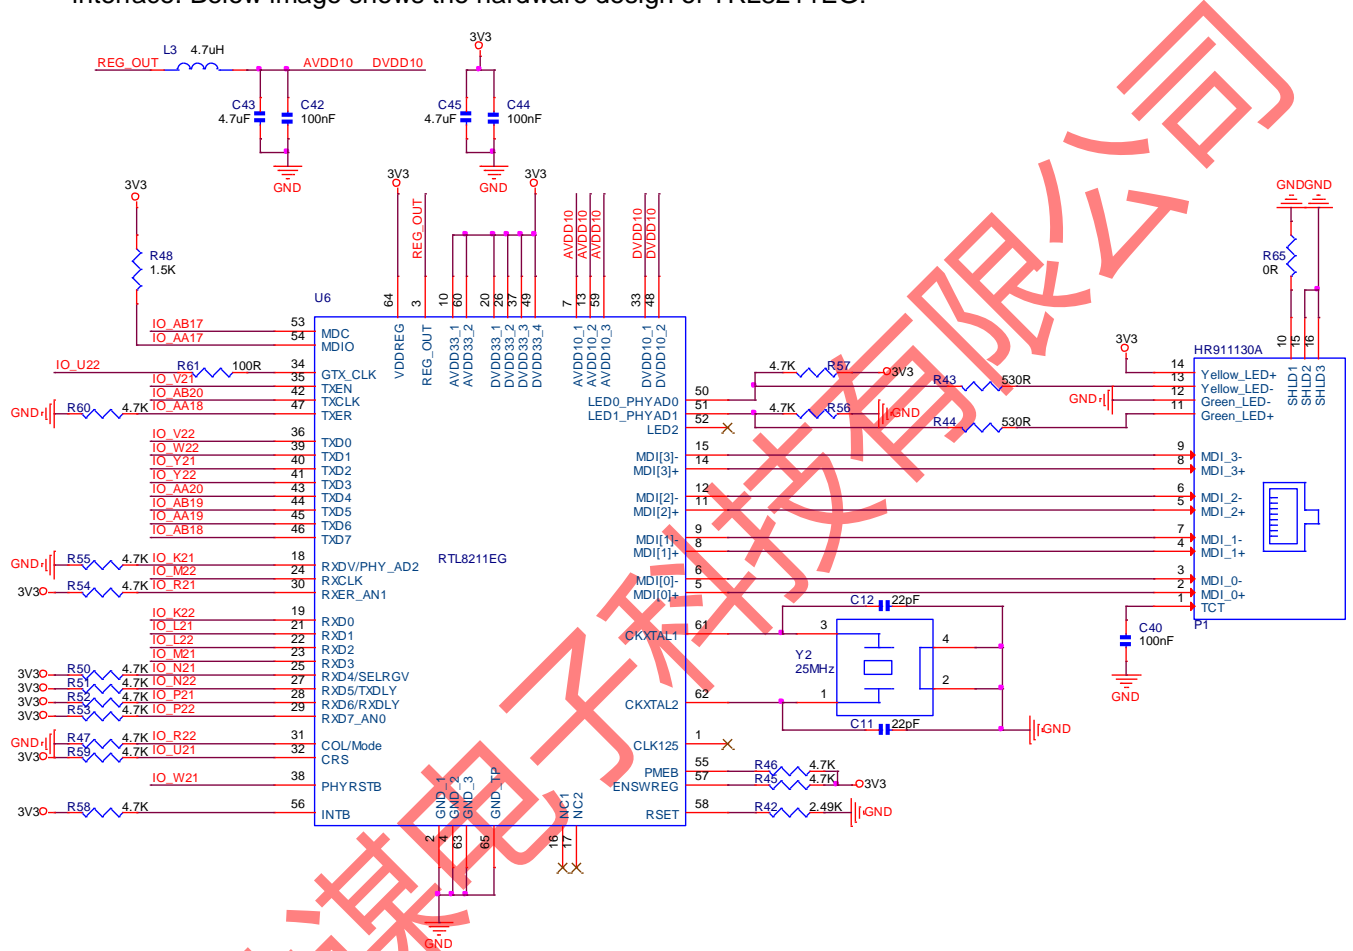 interface. Below image shows the hardware design of TRL8211EG.
3V3
L3 4.7uH
REG_OUT AVDD10 DVDD10
C43 4.7uF C42 100nF
C45 4.7uF C44 100nF
GND GND
3V3 3V3 3V3
REG_OUT
AVDD10 AVDD10 AVDD10
DVDD10 DVDD10
GND GND
R65 0R
R48 1.5K
U6
64 3 10 60 20 26 37 49 7 13 59 33 48
VDDREG REG_OUT AVDD33_1 AVDD33_2 DVDD33_1 DVDD33_2 DVDD33_3 DVDD33_4 AVDD10_1 AVDD10_2 AVDD10_3 DVDD10_1 DVDD10_2
IO_AB17 53 MDC
IO_AA17 54 MDIO
IO_U22 R61 100R 34 GTX_CLK
IO_V21 35 TXEN
IO_AB20 42 TXCLK
GND R60 4.7K IO_AA18 47 TXER
IO_V22 36 TXD0
IO_W22 39 TXD1
IO_Y21 40 TXD2
IO_Y22 41 TXD3
IO_AA20 43 TXD4
IO_AB19 44 TXD5
IO_AA19 45 TXD6
IO_AB18 46 TXD7
RTL8211EG
GND R55 4.7K IO_K21 18 RXDV/PHY_AD2
IO_M22 24 RXCLK
3V3 R54 4.7K IO_R21 30 RXER_AN1
IO_K22 19 RXD0
IO_L21 21 RXD1
IO_L22 22 RXD2
IO_M21 23 RXD3
3V3 R50 4.7K IO_N21 25 RXD4/SELRGV
3V3 R51 4.7K IO_N22 27 RXD5/TXDLY
3V3 R52 4.7K IO_P21 28 RXD6/RXDLY
3V3 R53 4.7K IO_P22 29 RXD7_AN0
GND R47 4.7K IO_R22 31 COL/Mode
3V3 R59 4.7K IO_U21 32 CRS
IO_W21 38 PHYRSTB
3V3 R58 4.7K 56 INTB
GND_1 GND_2 GND_3 GND_TP NC1 NC2
2 4 63 65 16 17
GND
LED0_PHYAD0 50 4.7K R57 3V3
R43 530R
LED1_PHYAD1 51 4.7K R56 GND
LED2 52
R44 530R
MDI[3]- 15
MDI[3]+ 14
MDI[2]- 12
MDI[2]+ 11
MDI[1]- 9
MDI[1]+ 8
MDI[0]- 6
MDI[0]+ 5
CKXTAL1 61 C12 22pF
Y2 25MHz 3 4 1 2
CKXTAL2 62 C11 22pF GND
CLK125 1
PMEB 55 R46 4.7K
ENSWREG 57 R45 4.7K 3V3
RSET 58 R42 2.49K GND
10 15 16
HR911130A
SHLD1 SHLD2 SHLD3
3V3 14 Yellow_LED+
13 Yellow_LED-
GND 12 Green_LED-
11 Green_LED+
9 MDI_3-
8 MDI_3+
6 MDI_2-
5 MDI_2+
7 MDI_1-
4 MDI_1+
3 MDI_0-
2 MDI_0+
1 TCT
P1
C40 100nF
GND
某电子科技有限公司